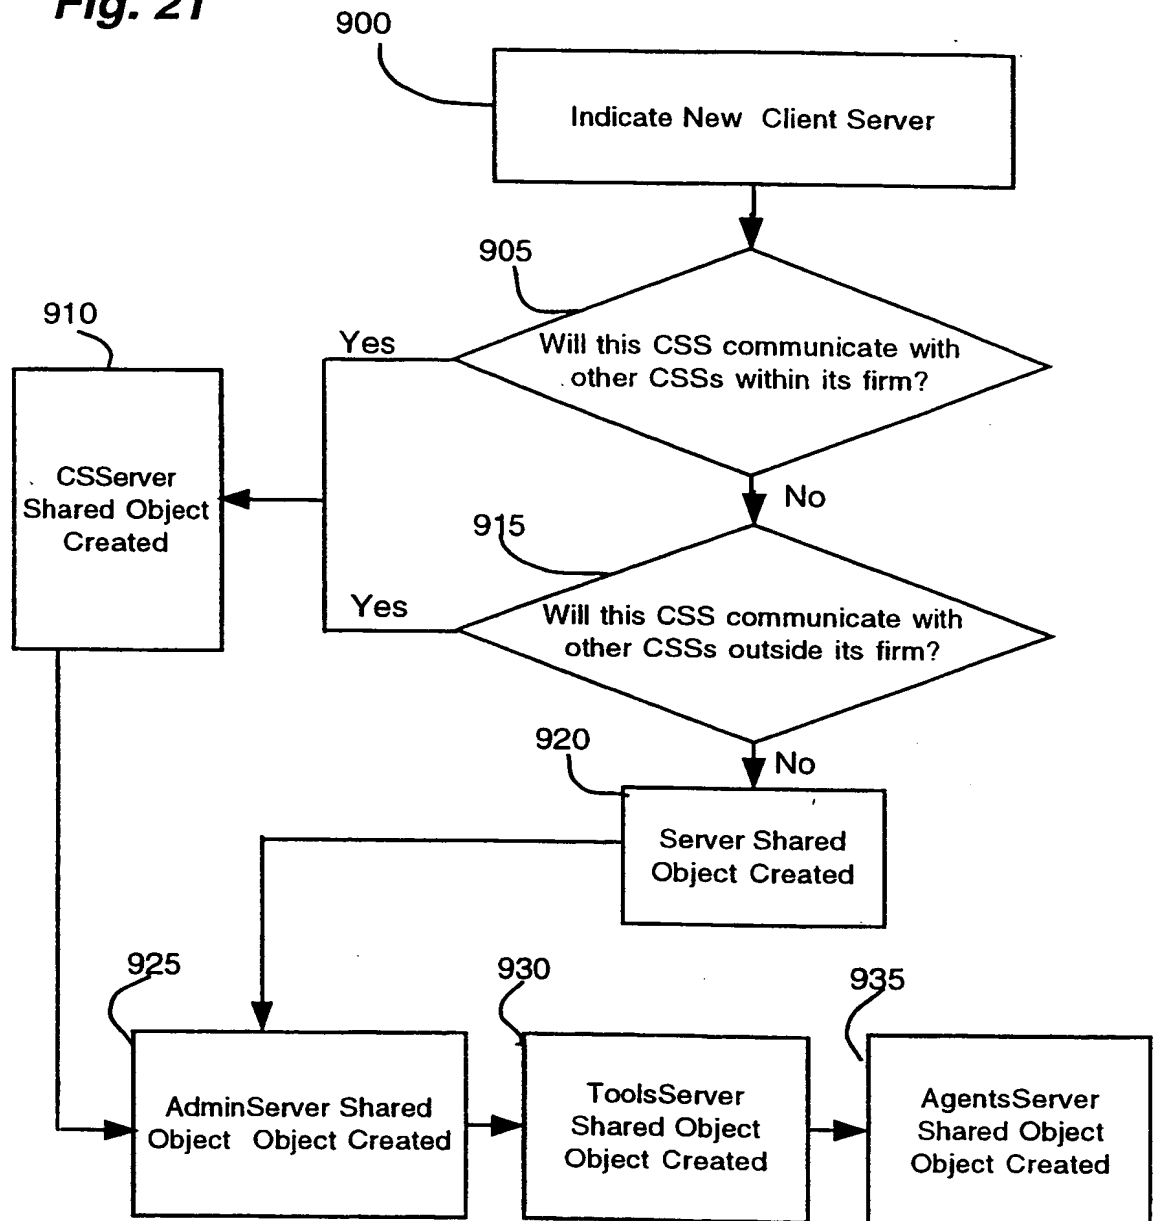 Fig. 21
900
Indicate New Client Server
905
Will this CSS communicate with
other CSSs within its firm?
Yes
910
CSServer
Shared Object
Created
No
915
Will this CSS communicate with
other CSSs outside its firm?
Yes
920
No
Server Shared
Object Created
925
AdminServer Shared
Object Object Created
930
ToolsServer
Shared Object
Object Created
935
AgentsServer
Shared Object
Object Created